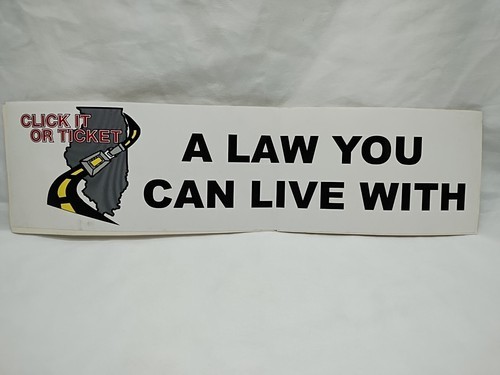 CLICK IT
OR TICKET
A LAW YOU
CAN LIVE WITH